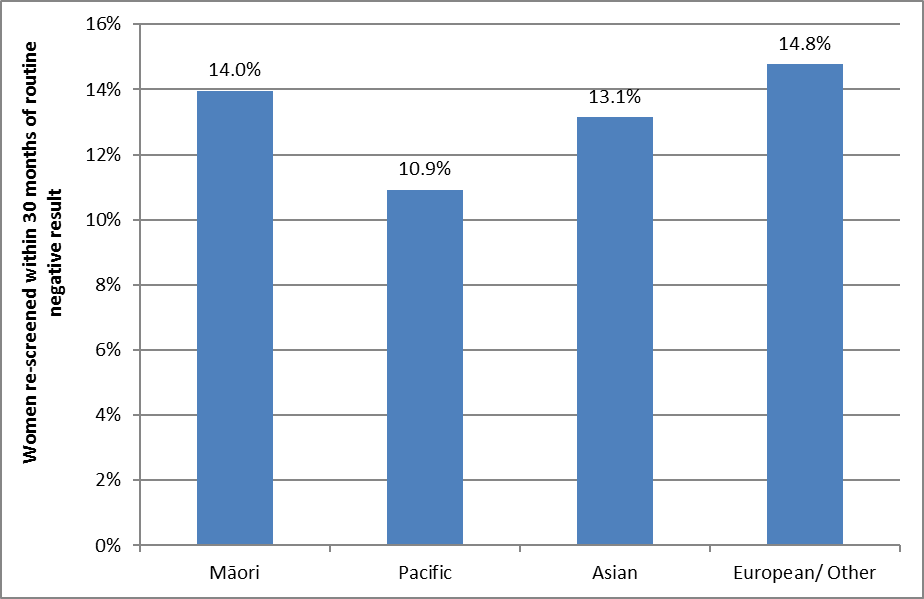 Women re-screened within 30 months of routine
negative result
16%
14%
12%
10%
8%
6%
4%
2%
0%
14.0%
10.9%
13.1%
14.8%
Māori
Pacific
Asian
European/ Other